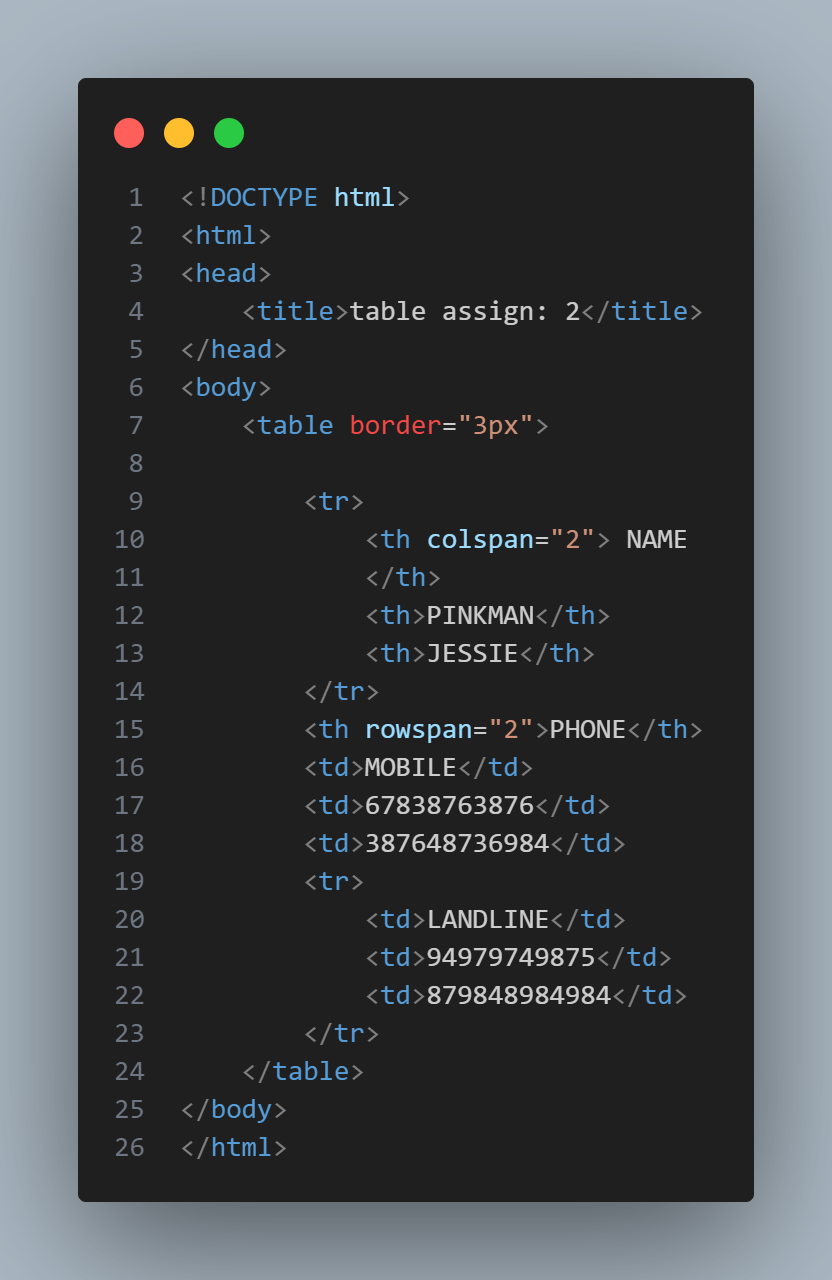 1 <!DOCTYPE html>
2 <html>
3 <head>
4     <title>table assign: 2</title>
5 </head>
6 <body>
7     <table border="3px">
8
9         <tr>
10             <th colspan="2"> NAME
11             </th>
12             <th>PINKMAN</th>
13             <th>JESSIE</th>
14         </tr>
15         <th rowspan="2">PHONE</th>
16         <td>MOBILE</td>
17         <td>67838763876</td>
18         <td>387648736984</td>
19         <tr>
20             <td>LANDLINE</td>
21             <td>94979749875</td>
22             <td>879848984984</td>
23         </tr>
24     </table>
25 </body>
26 </html>